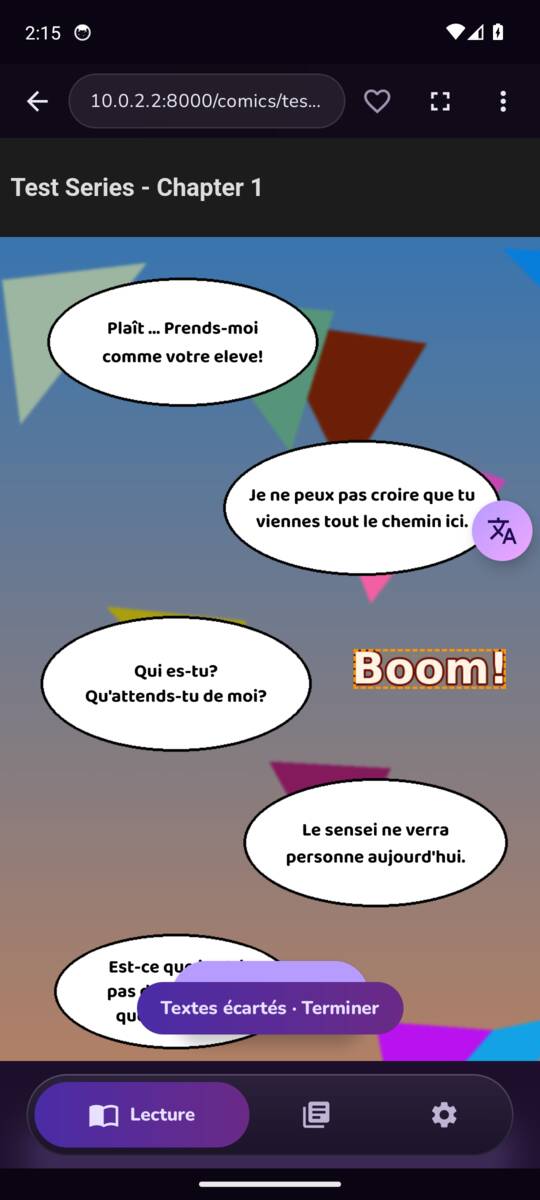 2:15
10.0.2.2:8000/comics/tes...
Test Series - Chapter 1
Plaît ... Prends-moi
comme votre eleve!
Je ne peux pas croire que tu
viennes tout le chemin ici.
Qui es-tu?
Qu'attends-tu de moi?
Boom!
Le sensei ne verra
personne aujourd'hui.
Est-ce que
pas
Textes écartés · Terminer
Lecture